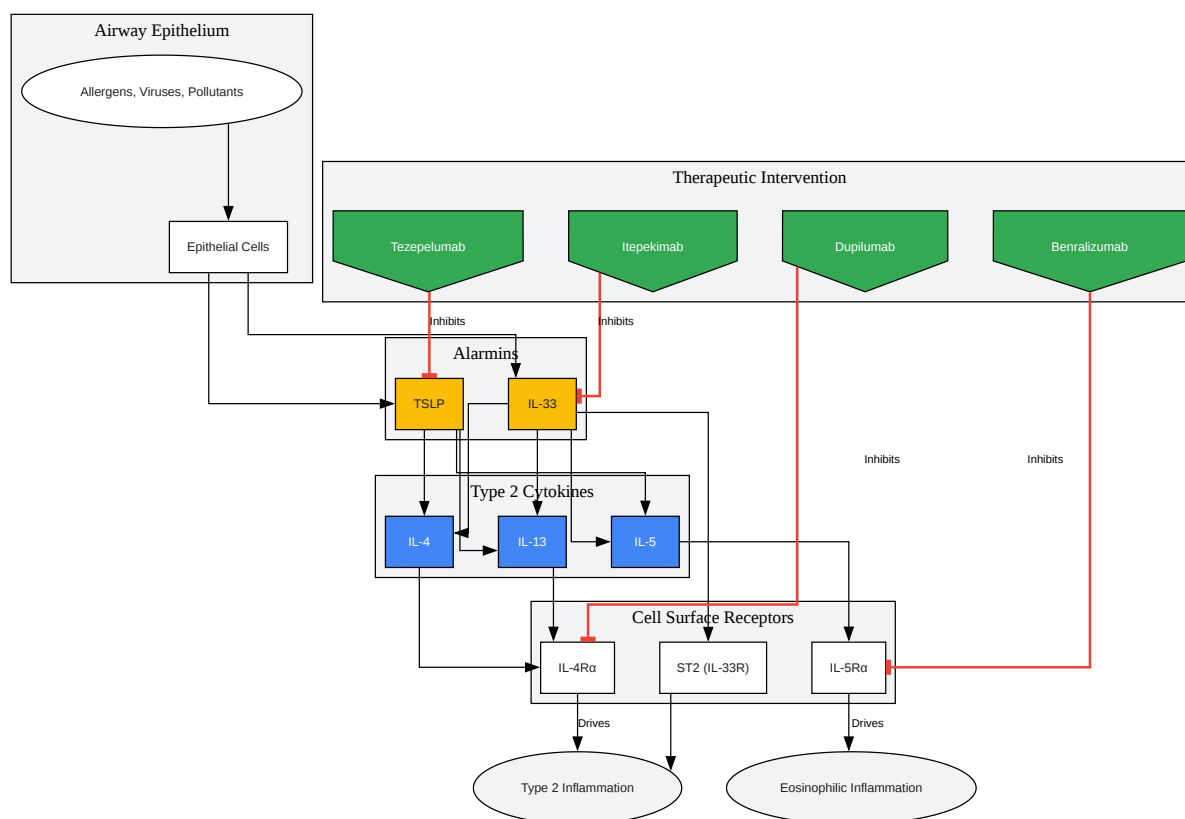 Airway Epithelium
Allergens, Viruses, Pollutants
Therapeutic Intervention
Epithelial Cells
Tezepelumab
Itepekimab
Dupilumab
Benralizumab
Inhibits
Inhibits
Alarmins
TSLP
IL-33
Inhibits
Inhibits
Type 2 Cytokines
IL-4
IL-13
IL-5
Cell Surface Receptors
IL-4Rα
ST2 (IL-33R)
IL-5Rα
Drives
Drives
Type 2 Inflammation
Eosinophilic Inflammation